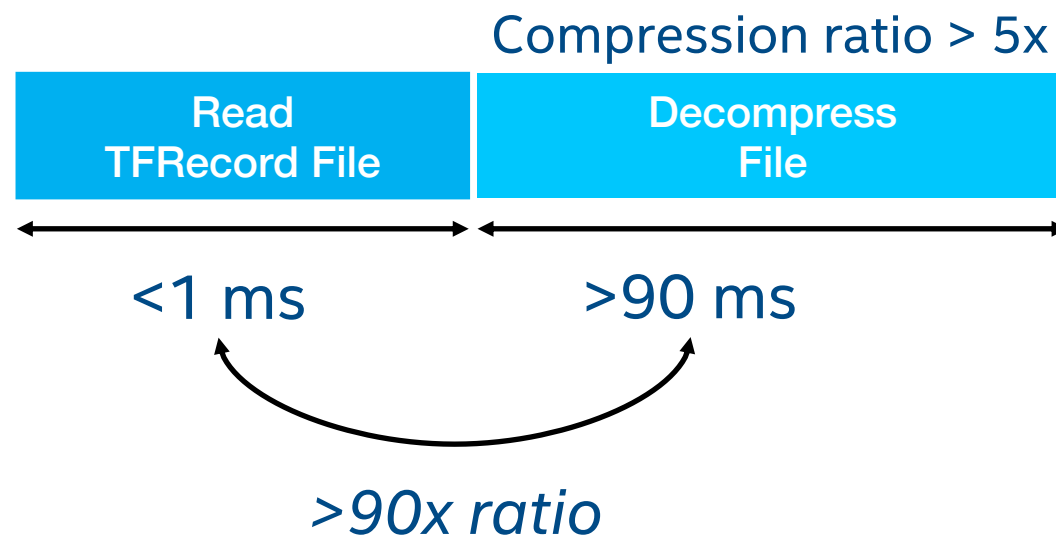 Compression ratio > 5x
Read
TFRecord File
Decompress
File
<1 ms
>90 ms
>90x ratio